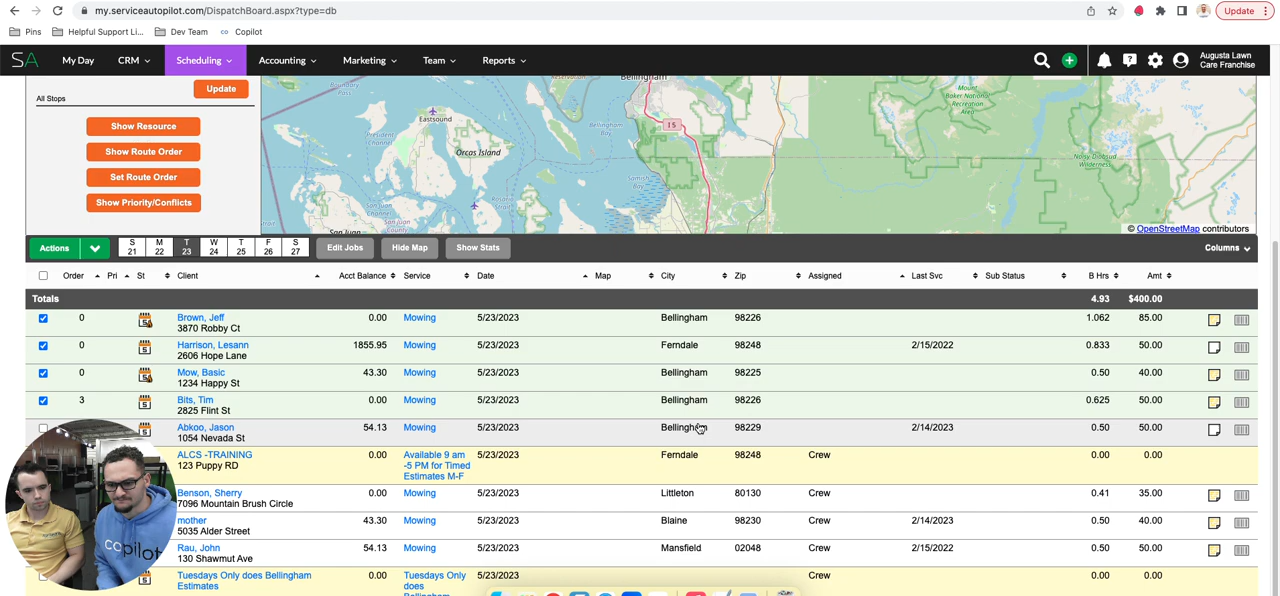 my.serviceautopilot.com/DispatchBoard.aspx?type=db
Update
Pins
Helpful Support Li...
Dev Team
Copilot
SA
My Day
CRM
Scheduling
Accounting
Marketing
Team
Reports
Augusta Lawn
Care Franchise
All Stops
Update
Show Resource
Show Route Order
Set Route Order
Show Priority/Conflicts
Bellingham
Eastsound
Orcas Island
Samish Bay
15
© OpenStreetMap contributors
Actions
S 21
M 22
T 23
W 24
T 25
F 26
S 27
Edit Jobs
Hide Map
Show Stats
Columns
Order Pri St Client Acct Balance Service Date Map City Zip Assigned Last Svc Sub Status B Hrs Amt
Totals 4.93 $400.00
0 Brown, Jeff 0.00 Mowing 5/23/2023 Bellingham 98226 1.062 85.00
3870 Robby Ct
0 Harrison, Lesann 1855.95 Mowing 5/23/2023 Ferndale 98248 2/15/2022 0.833 50.00
2606 Hope Lane
0 Mow, Basic 43.30 Mowing 5/23/2023 Bellingham 98225 0.50 40.00
1234 Happy St
3 Bits, Tim 0.00 Mowing 5/23/2023 Bellingham 98226 0.625 50.00
2825 Flint St
Abkoo, Jason 54.13 Mowing 5/23/2023 Bellingham 98229 2/14/2023 0.50 50.00
1054 Nevada St
ALCS -TRAINING 0.00 Available 9 am 5/23/2023 Ferndale 98248 Crew 0.00 0.00
123 Puppy RD -5 PM for Timed
Estimates M-F
Benson, Sherry 0.00 Mowing 5/23/2023 Littleton 80130 Crew 0.41 35.00
7096 Mountain Brush Circle
mother 43.30 Mowing 5/23/2023 Blaine 98230 Crew 2/14/2023 0.50 40.00
5035 Alder Street
Rau, John 54.13 Mowing 5/23/2023 Mansfield 02048 Crew 2/15/2022 0.50 50.00
130 Shawmut Ave
Tuesdays Only does Bellingham 0.00 Tuesdays Only 5/23/2023 Crew 0.00 0.00
Estimates does
copilot